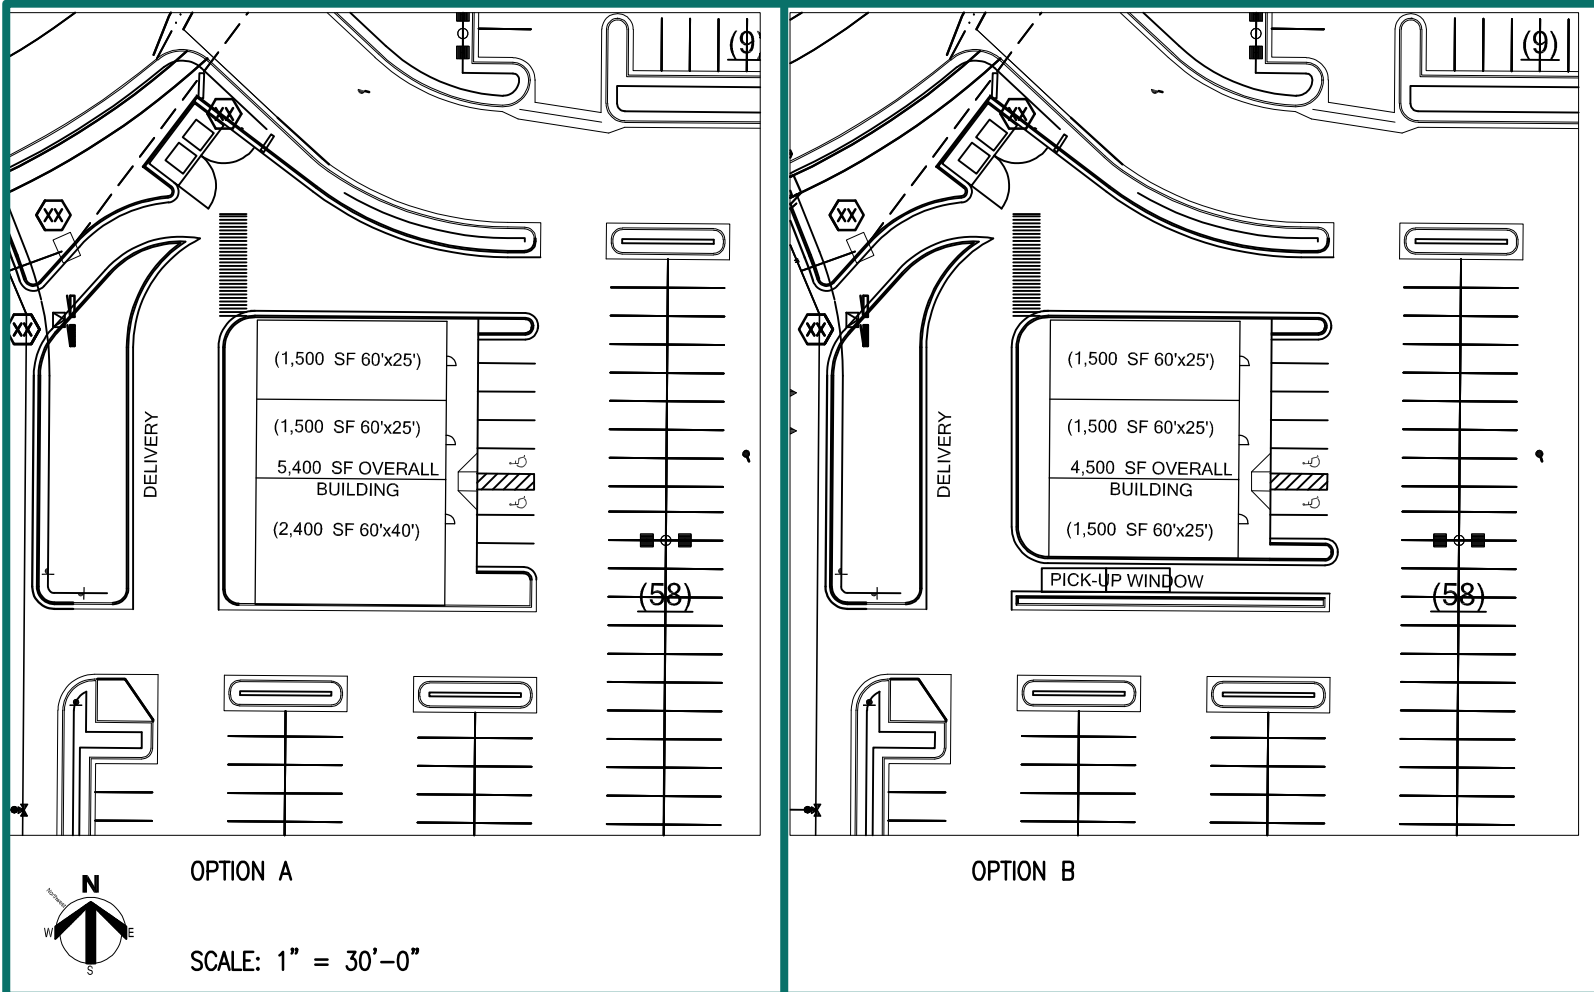 (9)
XX
XX
XX
(1,500 SF 60'x25')
(1,500 SF 60'x25')
5,400 SF OVERALL
BUILDING
(2,400 SF 60'x40')
DELIVERY
(58)
OPTION A
N
Northwest
W
E
S
SCALE: 1" = 30'-0"
(9)
XX
XX
XX
(1,500 SF 60'x25')
(1,500 SF 60'x25')
4,500 SF OVERALL
BUILDING
(1,500 SF 60'x25')
DELIVERY
PICK-UP WINDOW
(58)
OPTION B